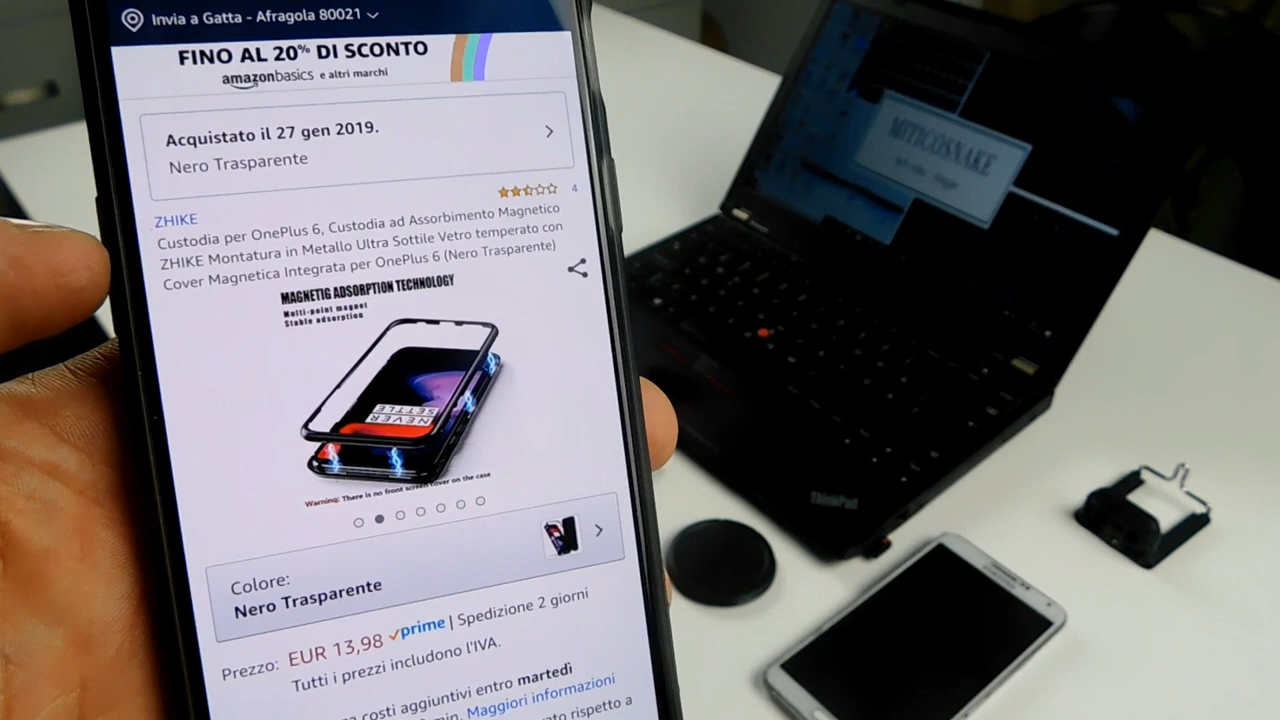 Invia a Gatta - Afragola 80021
FINO AL 20% DI SCONTO
amazonbasics e altri marchi
Acquistato il 27 gen 2019.
Nero Trasparente
4
ZHIKE
Custodia per OnePlus 6, Custodia ad Assorbimento Magnetico
ZHIKE Montatura in Metallo Ultra Sottile Vetro temperato con
Cover Magnetica Integrata per OnePlus 6 (Nero Trasparente)
MAGNETIG ADSORPTION TECHNOLOGY
Multi-point magnet
Stable adsorption
NEVER
SETTLE
Warning: There is no front screen cover on the case
Colore:
Nero Trasparente
Prezzo: EUR 13,98 prime | Spedizione 2 giorni
Tutti i prezzi includono l'IVA.
costi aggiuntivi entro martedì
Maggiori informazioni
rispetto a
MITICOSNAKE
ThinkPad